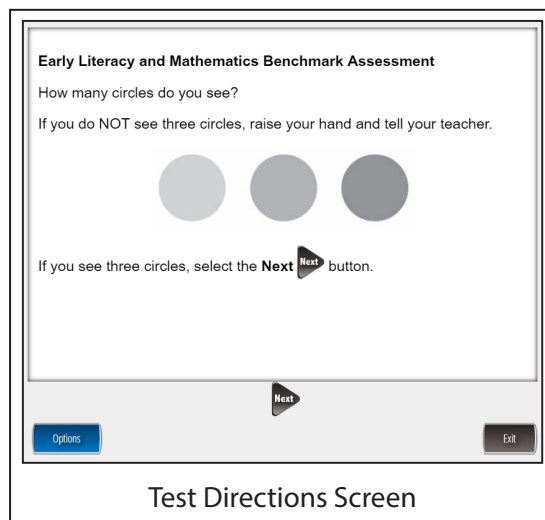 Early Literacy and Mathematics Benchmark Assessment
How many circles do you see?
If you do NOT see three circles, raise your hand and tell your teacher.
If you see three circles, select the Next Next button.
Next
Options
Exit
Test Directions Screen